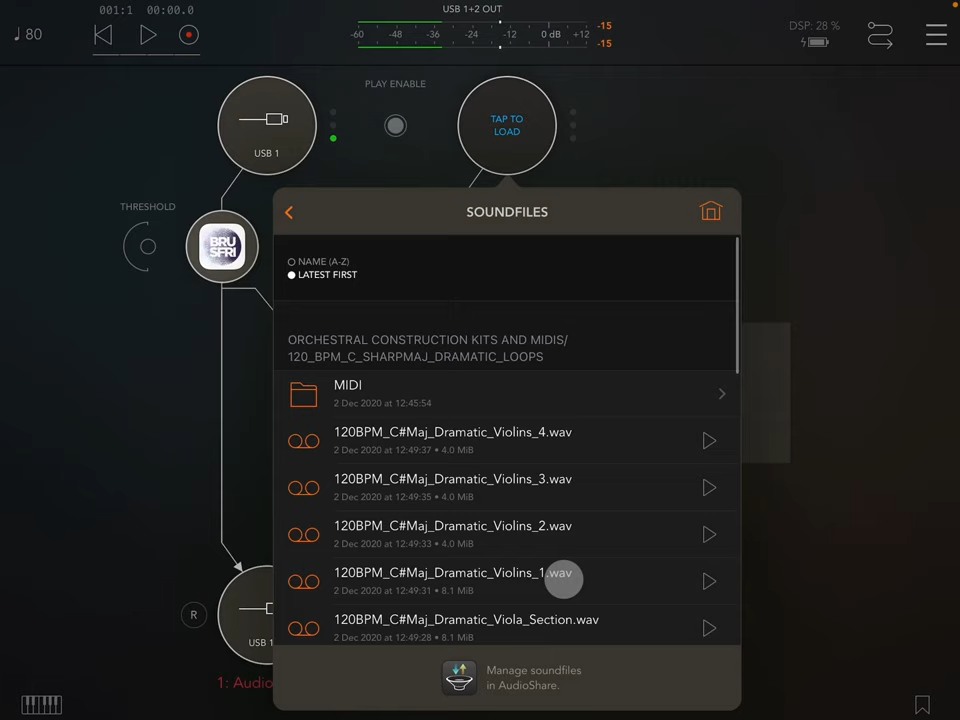 001:1 00:00.0
USB 1+2 OUT
♩80
-60 -48 -36 -24 -12 0 dB +12
-15
-15
DSP: 28 %
PLAY ENABLE
TAP TO
LOAD
USB 1
THRESHOLD
BRU
SFRI
SOUNDFILES
NAME (A-Z)
LATEST FIRST
ORCHESTRAL CONSTRUCTION KITS AND MIDIS/
120_BPM_C_SHARPMAJ_DRAMATIC_LOOPS
MIDI
2 Dec 2020 at 12:45:54
120BPM_C#Maj_Dramatic_Violins_4.wav
2 Dec 2020 at 12:49:37 • 4.0 MiB
120BPM_C#Maj_Dramatic_Violins_3.wav
2 Dec 2020 at 12:49:35 • 4.0 MiB
120BPM_C#Maj_Dramatic_Violins_2.wav
2 Dec 2020 at 12:49:33 • 4.0 MiB
120BPM_C#Maj_Dramatic_Violins_1.wav
2 Dec 2020 at 12:49:31 • 8.1 MiB
120BPM_C#Maj_Dramatic_Viola_Section.wav
2 Dec 2020 at 12:49:28 • 8.1 MiB
R
USB 1
1: Audio
Manage soundfiles
in AudioShare.